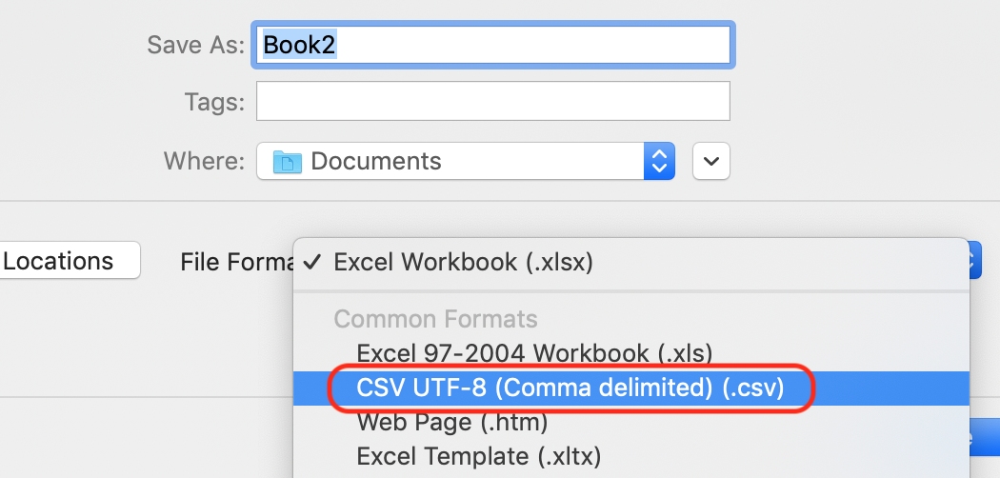 Save As: Book2
Tags:
Where: Documents
Locations File Forma
Excel Workbook (.xlsx)
Common Formats
Excel 97-2004 Workbook (.xls)
CSV UTF-8 (Comma delimited) (.csv)
Web Page (.htm)
Excel Template (.xltx)